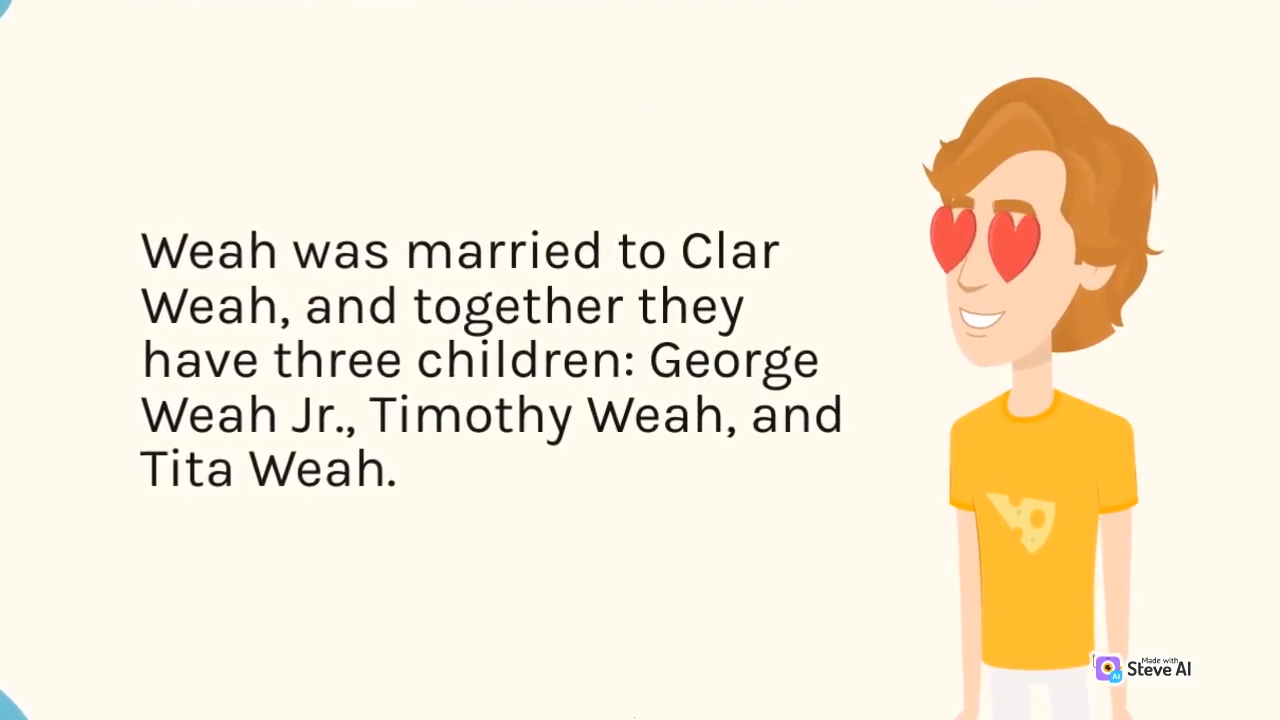 Weah was married to Clar
Weah, and together they
have three children: George
Weah Jr., Timothy Weah, and
Tita Weah.
Made with
Steve AI
AI